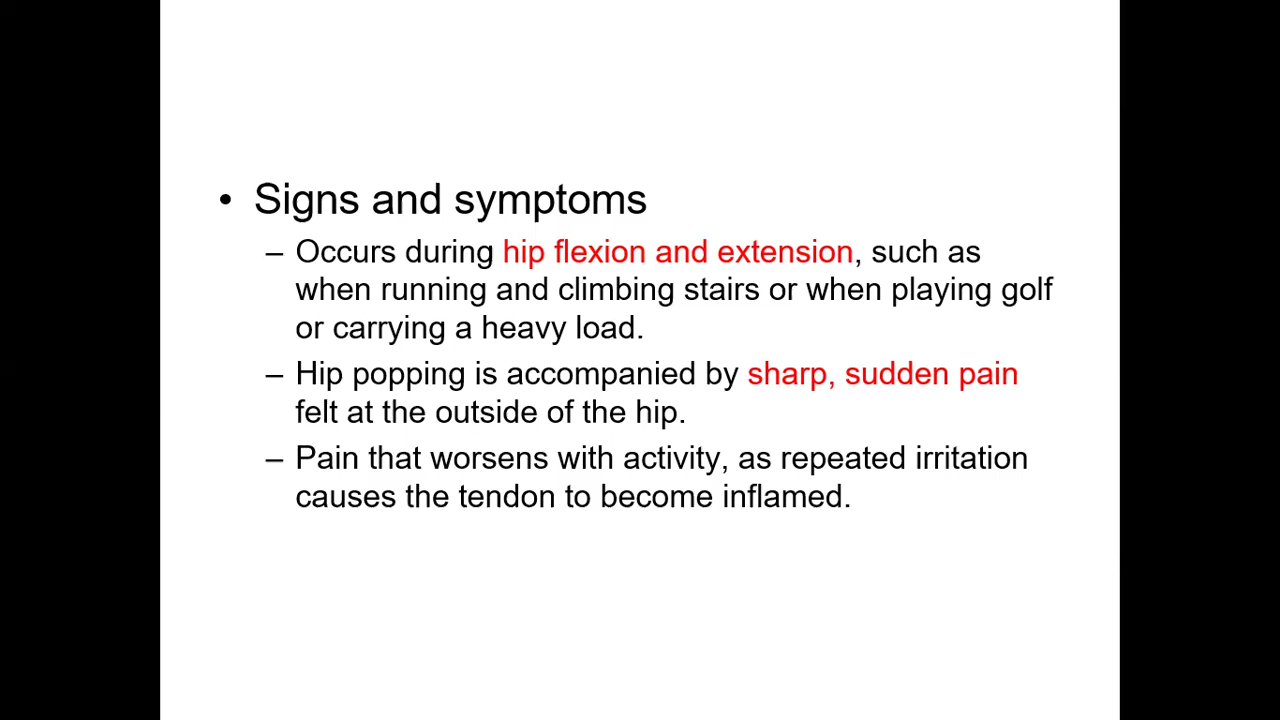 • Signs and symptoms
– Occurs during hip flexion and extension, such as
when running and climbing stairs or when playing golf
or carrying a heavy load.
– Hip popping is accompanied by sharp, sudden pain
felt at the outside of the hip.
– Pain that worsens with activity, as repeated irritation
causes the tendon to become inflamed.